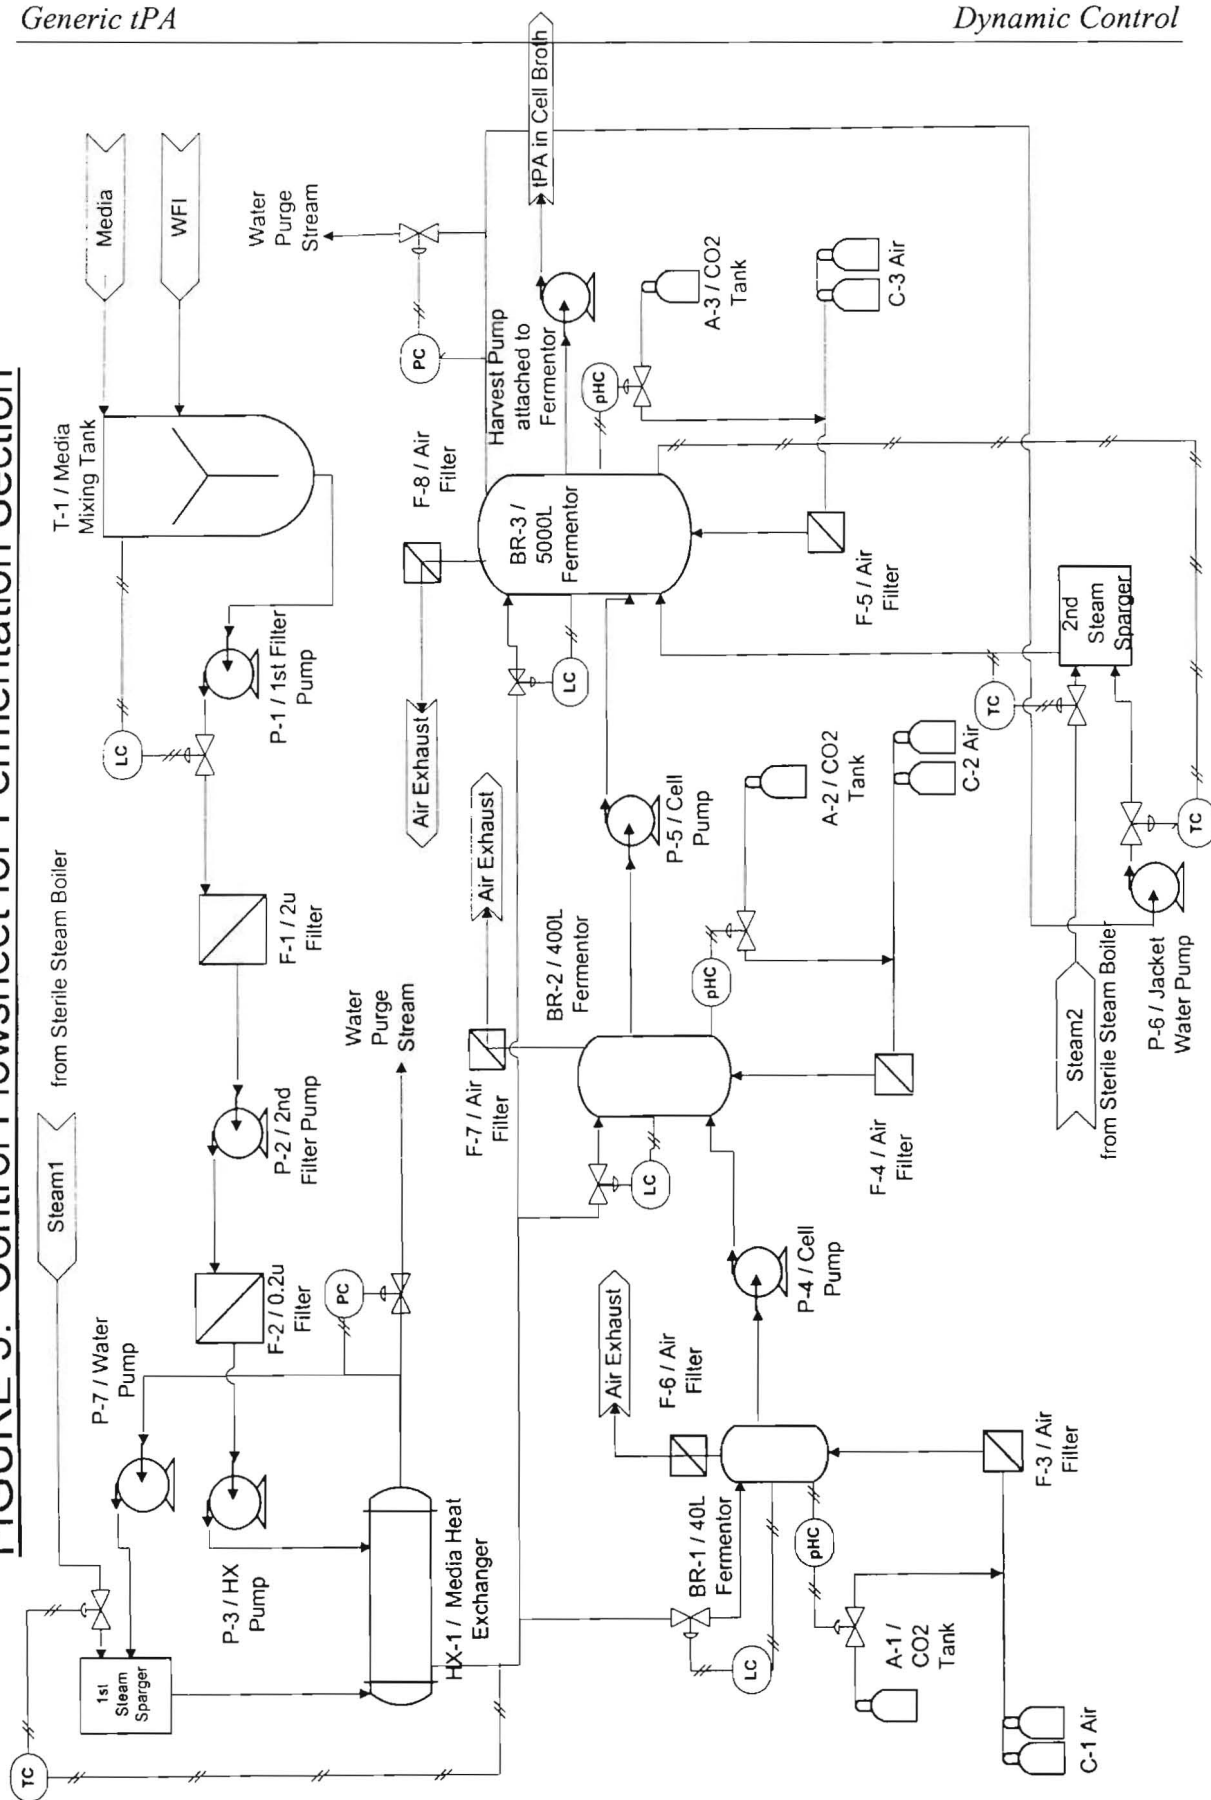 Generic tPA
Dynamic Control
Control Flowsheet for Fermentation Section
Media
WFI
T-1 / Media
Mixing Tank
LC
P-1 / 1st Filter
Pump
F-1 / 2u
Filter
P-2 / 2nd
Filter Pump
F-2 / 0.2u
Filter
from Sterile Steam Boiler
Steam1
P-7 / Water
Pump
P-3 / HX
Pump
TC
1st
Steam
Sparger
HX-1 / Media Heat
Exchanger
PC
Water
Purge
Stream
BR-1 / 40L
Fermentor
LC
pHC
A-1 /
CO2
Tank
C-1 Air
F-3 / Air
Filter
F-6 / Air
Filter
Air Exhaust
P-4 / Cell
Pump
BR-2 / 400L
Fermentor
LC
pHC
A-2 / CO2
Tank
C-2 Air
F-4 / Air
Filter
F-7 / Air
Filter
Air Exhaust
P-5 / Cell
Pump
BR-3 /
5000L
Fermentor
LC
F-8 / Air
Filter
Air Exhaust
PC
Water
Purge
Stream
Harvest Pump
attached to
Fermentor
tPA in Cell Broth
pHC
A-3 / CO2
Tank
C-3 Air
F-5 / Air
Filter
2nd
Steam
Sparger
TC
TC
Steam2
from Sterile Steam Boiler
P-6 / Jacket
Water Pump